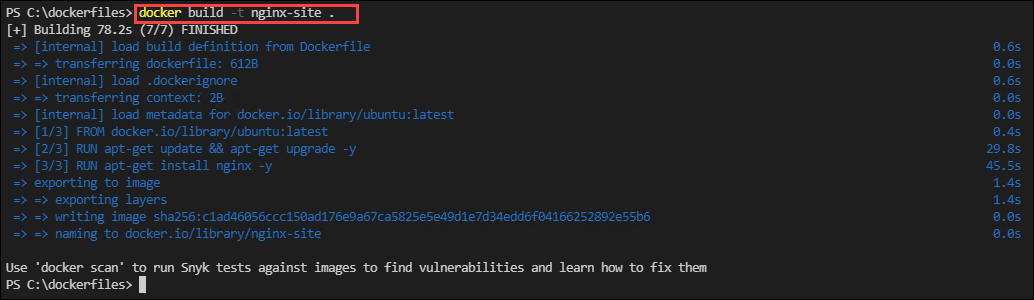 PS C:\dockerfiles> docker build -t nginx-site .
[+] Building 78.2s (7/7) FINISHED
=> [internal] load build definition from Dockerfile 0.6s
=> => transferring dockerfile: 612B 0.0s
=> [internal] load .dockerignore 0.6s
=> => transferring context: 2B 0.0s
=> [internal] load metadata for docker.io/library/ubuntu:latest 0.0s
=> [1/3] FROM docker.io/library/ubuntu:latest 0.4s
=> [2/3] RUN apt-get update && apt-get upgrade -y 29.8s
=> [3/3] RUN apt-get install nginx -y 45.5s
=> exporting to image 1.4s
=> => exporting layers 1.4s
=> => writing image sha256:c1ad46056ccc150ad176e9a67ca5825e5e49d1e7d34edd6f04166252892e55b6 0.0s
=> => naming to docker.io/library/nginx-site 0.0s
Use 'docker scan' to run Snyk tests against images to find vulnerabilities and learn how to fix them
PS C:\dockerfiles>